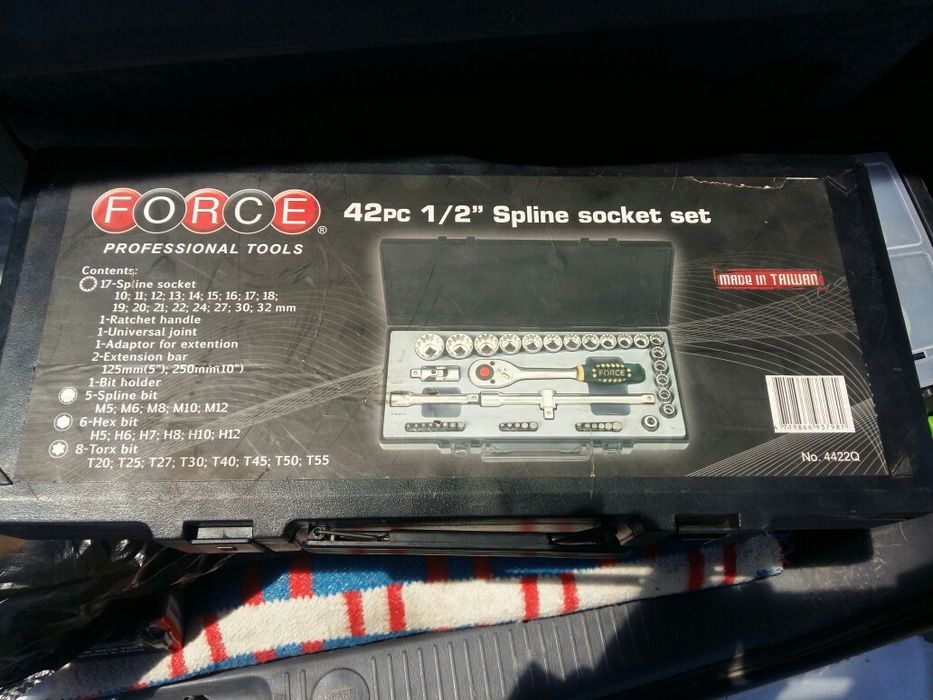 FORCE®
PROFESSIONAL TOOLS
42PC 1/2" Spline socket set
Contents:
17-Spline socket
10; 11; 12; 13; 14; 15; 16; 17; 18;
19; 20; 21; 22; 24; 27; 30; 32 mm
1-Ratchet handle
1-Universal joint
1-Adaptor for extention
2-Extension bar
125mm(5"); 250mm(10")
1-Bit holder
5-Spline bit
M5; M6; M8; M10; M12
6-Hex bit
H5; H6; H7; H8; H10; H12
8-Torx bit
T20; T25; T27; T30; T40; T45; T50; T55
MADE IN TAIWAN
FORCE
4 719866 937981
No. 4422Q